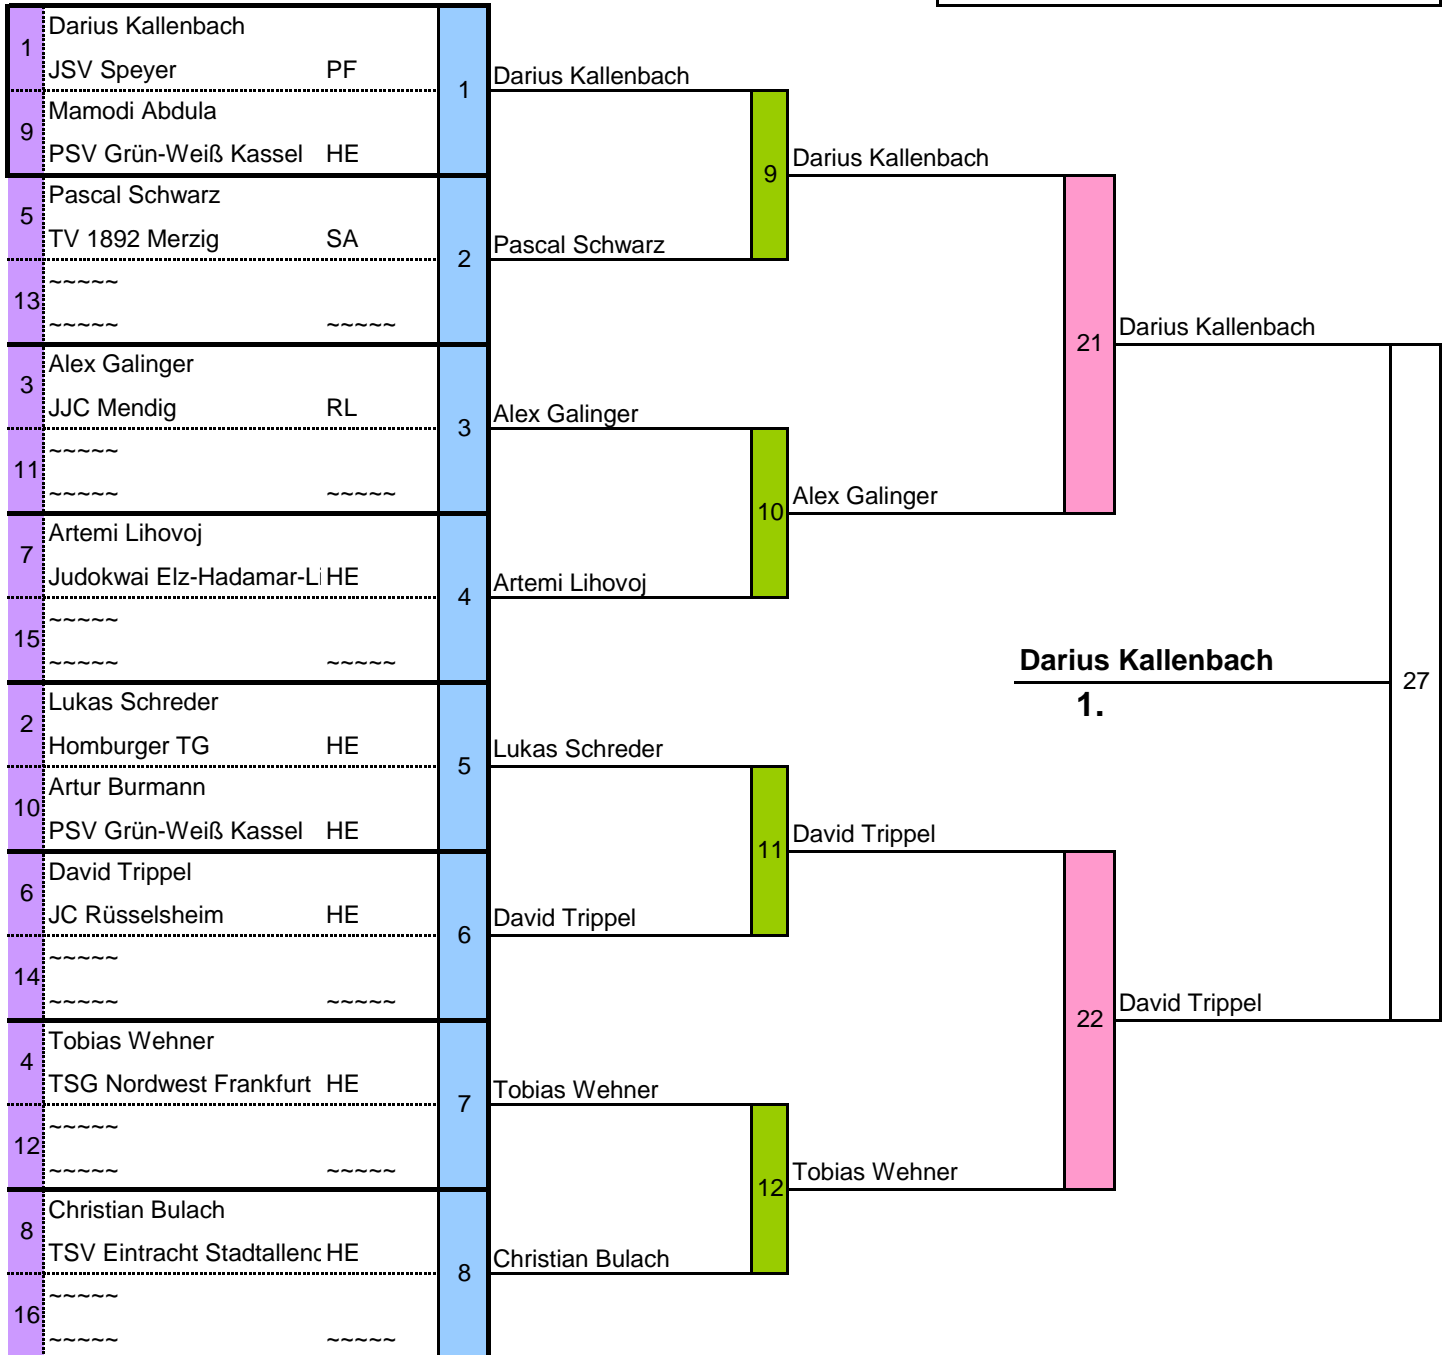 1
Darius Kallenbach
JSV Speyer PF
9
Mamodi Abdula
PSV Grün-Weiß Kassel HE
1
5
Pascal Schwarz
TV 1892 Merzig SA
13
~~~~~
~~~~~ ~~~~~
2
3
Alex Galinger
JJC Mendig RL
11
~~~~~
~~~~~ ~~~~~
3
7
Artemi Lihovoj
Judokwai Elz-Hadamar-Li HE
15
~~~~~
~~~~~ ~~~~~
4
2
Lukas Schreder
Homburger TG HE
10
Artur Burmann
PSV Grün-Weiß Kassel HE
5
6
David Trippel
JC Rüsselsheim HE
14
~~~~~
~~~~~ ~~~~~
6
4
Tobias Wehner
TSG Nordwest Frankfurt HE
12
~~~~~
~~~~~ ~~~~~
7
8
Christian Bulach
TSV Eintracht Stadtallend HE
16
~~~~~
~~~~~ ~~~~~
8
Darius Kallenbach
Pascal Schwarz
9
Alex Galinger
Artemi Lihovoj
10
Lukas Schreder
David Trippel
11
Tobias Wehner
Christian Bulach
12
Darius Kallenbach
Alex Galinger
21
David Trippel
Tobias Wehner
22
Darius Kallenbach
David Trippel
27
Darius Kallenbach
1.